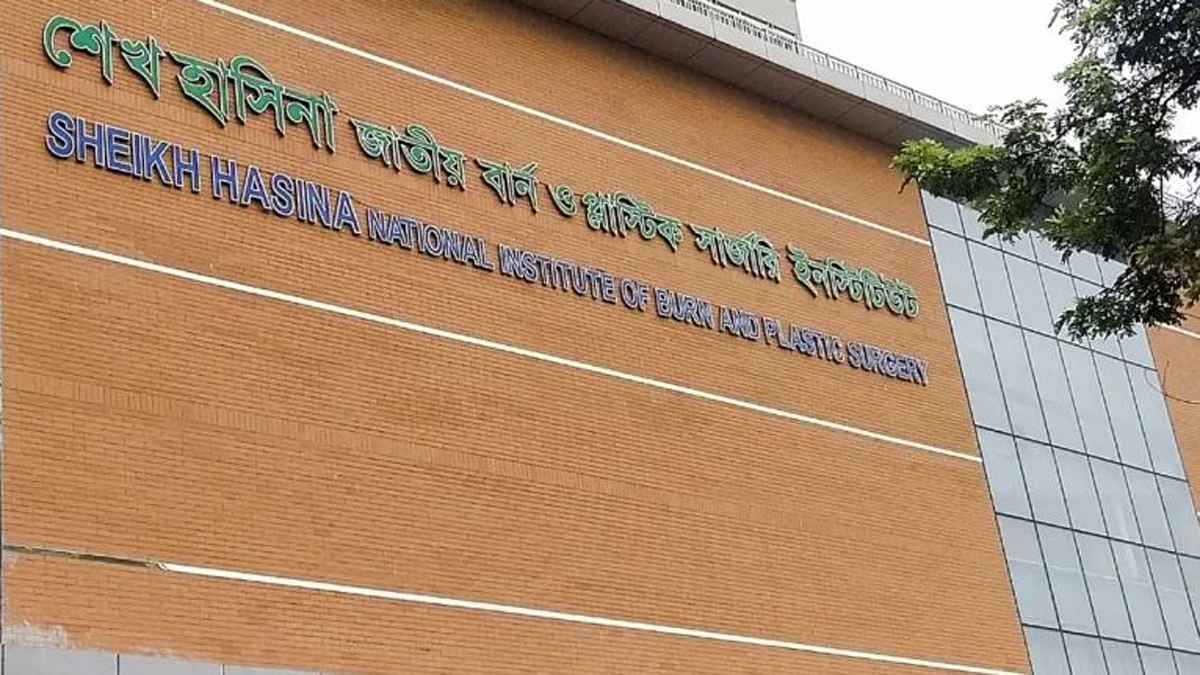 শেখ হাসিনা জাতীয় বার্ন ও প্লাস্টিক সার্জারি ইনস্টিটিউট
SHEIKH HASINA NATIONAL INSTITUTE OF BURN AND PLASTIC SURGERY